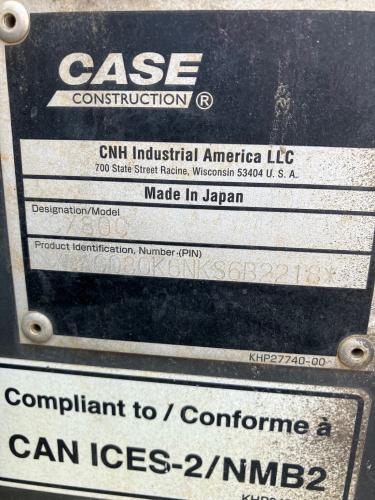 CASE
CONSTRUCTION ®
CNH Industrial America LLC
700 State Street Racine, Wisconsin 53404 U. S. A.
Made In Japan
Designation/Model
Product Identification, Number (PIN)
KHP27740-00
Compliant to / Conforme à
CAN ICES-2/NMB2